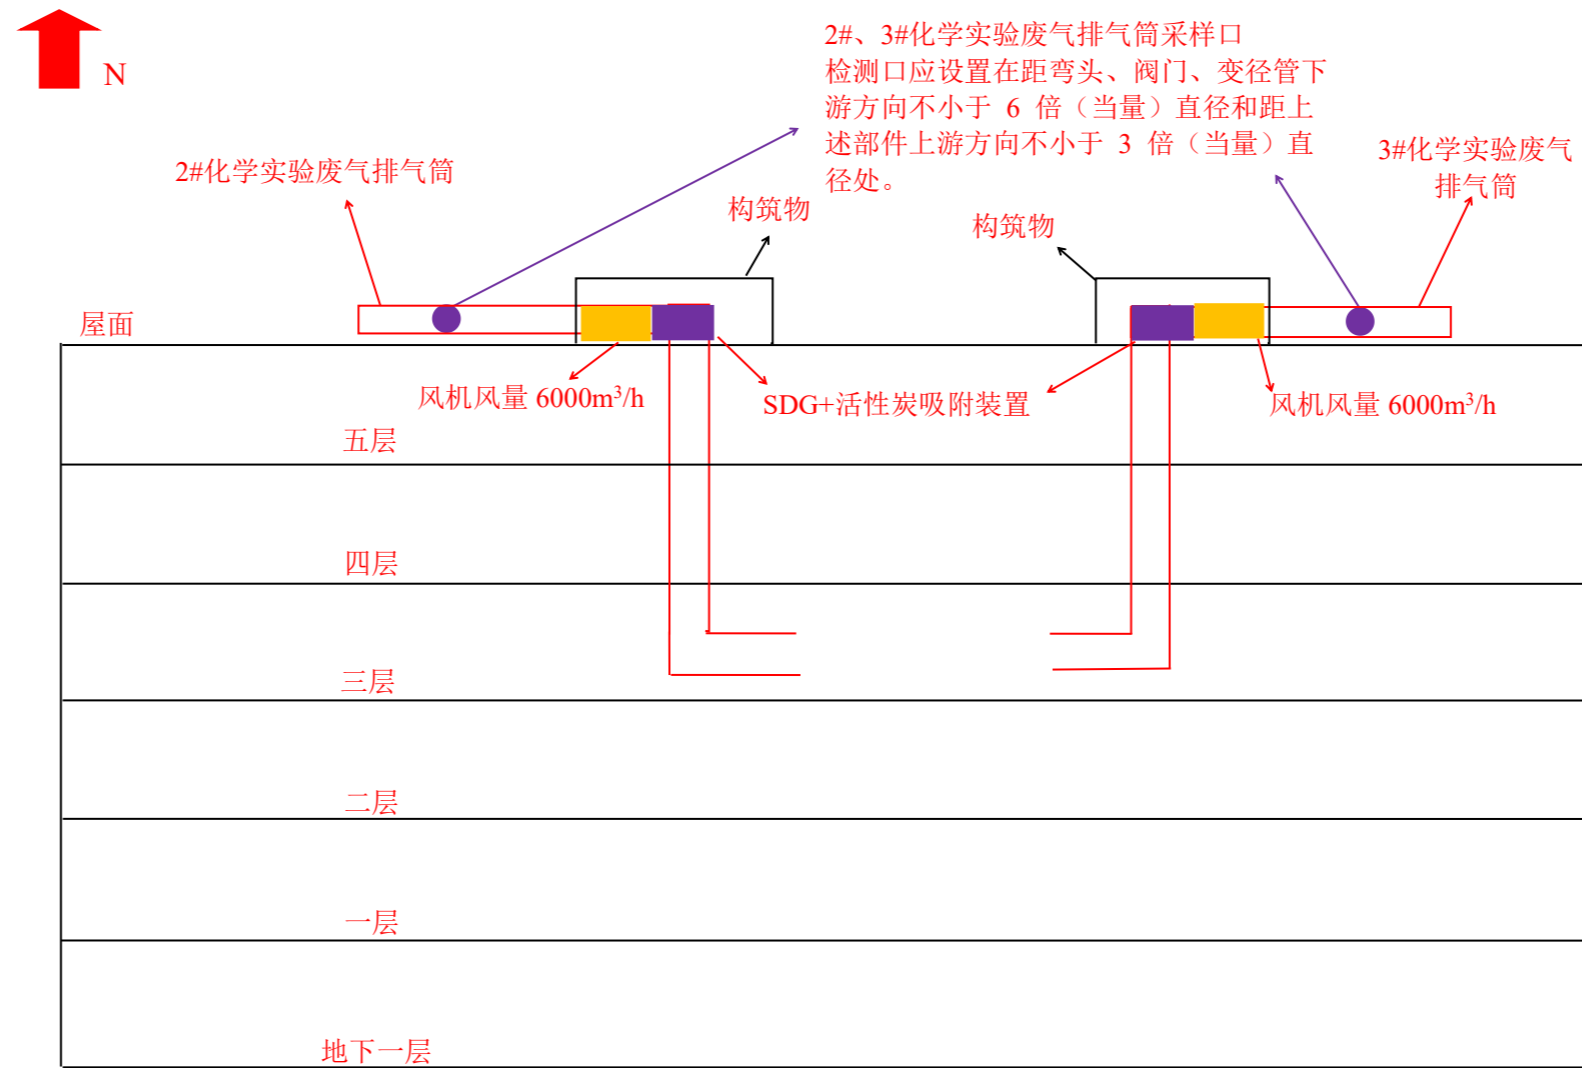 N
2#、3#化学实验废气排气筒采样口
检测口应设置在距弯头、阀门、变径管下
游方向不小于 6 倍（当量）直径和距上
述部件上游方向不小于 3 倍（当量）直
径处。
2#化学实验废气排气筒
3#化学实验废气
排气筒
构筑物
构筑物
屋面
风机风量 6000m³/h
SDG+活性炭吸附装置
风机风量 6000m³/h
五层
四层
三层
二层
一层
地下一层